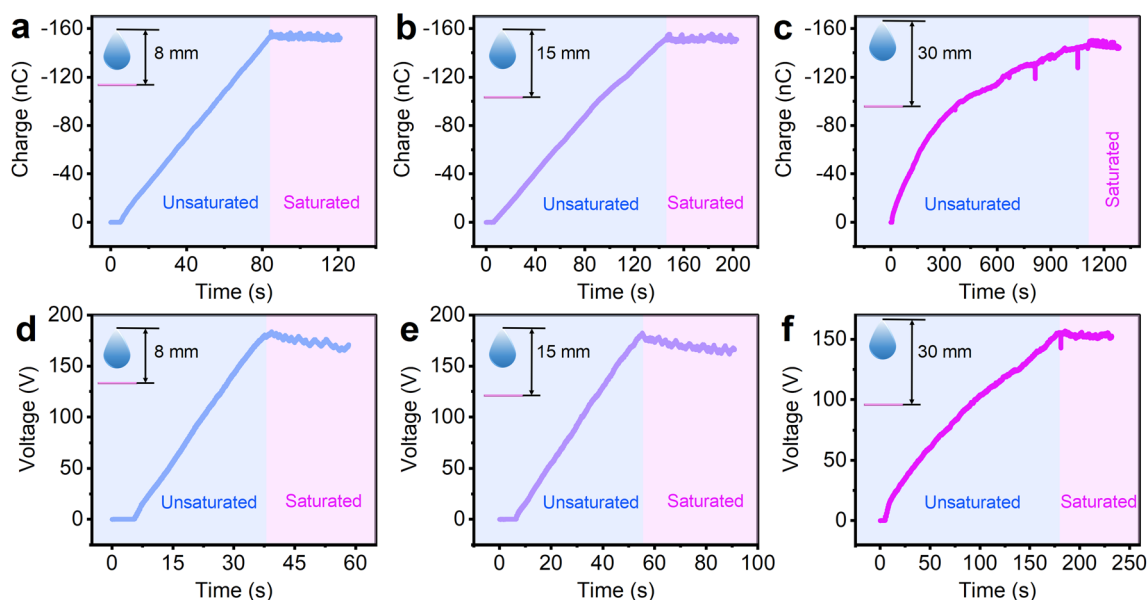 a
-160
-120
-80
-40
0
Charge (nC)
8 mm
Unsaturated
Saturated
0 40 80 120
Time (s)
b
-160
-120
-80
-40
0
Charge (nC)
15 mm
Unsaturated
Saturated
0 40 80 120 160 200
Time (s)
c
-160
-120
-80
-40
0
Charge (nC)
30 mm
Unsaturated
Saturated
0 300 600 900 1200
Time (s)
d
200
150
100
50
0
Voltage (V)
8 mm
Unsaturated
Saturated
0 15 30 45 60
Time (s)
e
200
150
100
50
0
Voltage (V)
15 mm
Unsaturated
Saturated
0 20 40 60 80 100
Time (s)
f
150
100
50
0
Voltage (V)
30 mm
Unsaturated
Saturated
0 50 100 150 200 250
Time (s)